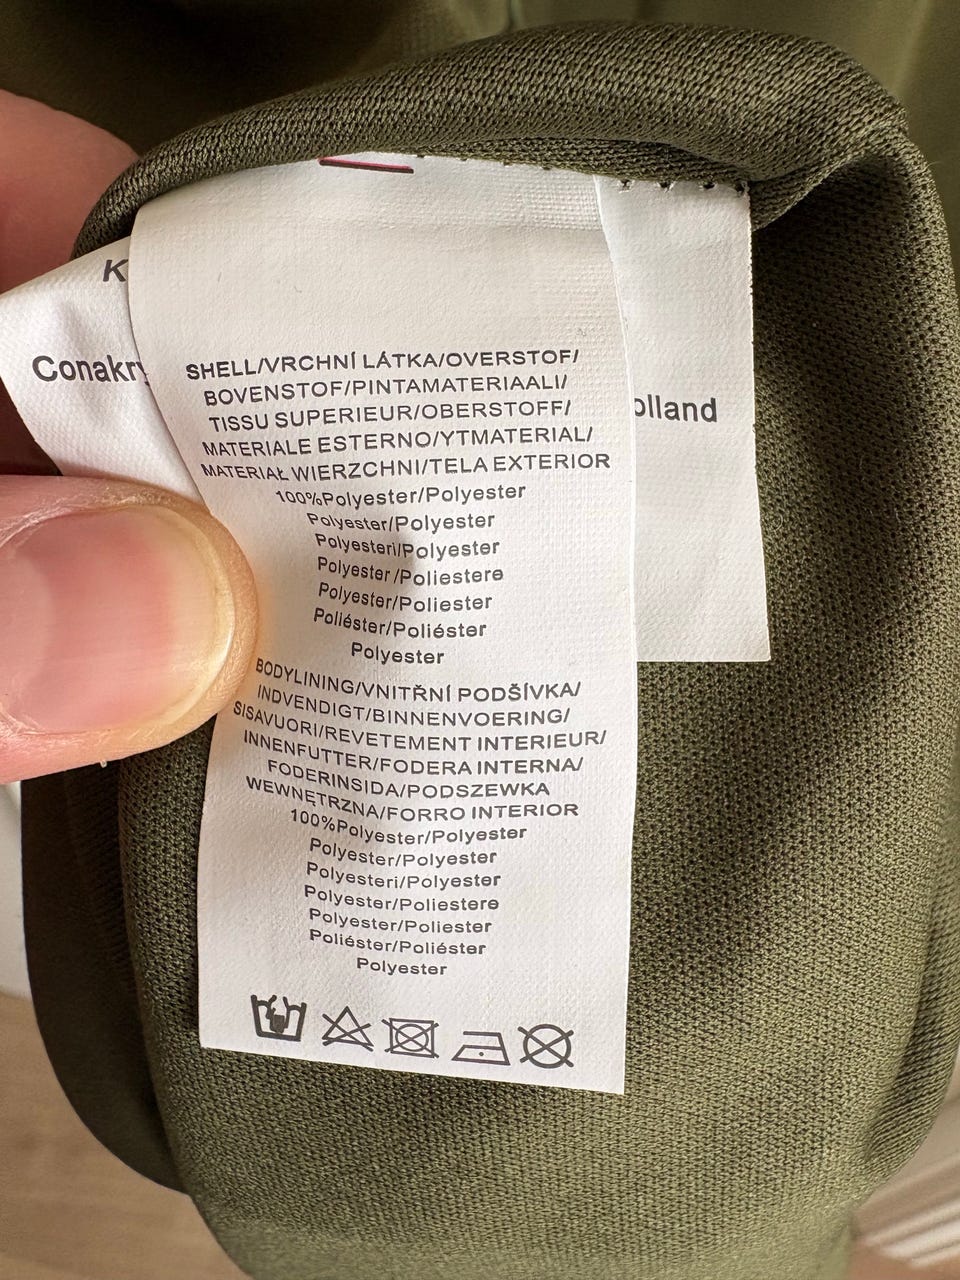 K
SHELL/VRCHNÍ LÁTKA/OVERSTOF/
BOVENSTOF/PINTAMATERIAALI/
TISSU SUPERIEUR/OBERSTOFF/
MATERIALE ESTERNO/YTMATERIAL/
MATERIAŁ WIERZCHNI/TELA EXTERIOR
100%Polyester/Polyester
Polyester/Polyester
Polyesteri/Polyester
Polyester/Poliestere
Polyester/Poliester
Poliéster/Poliéster
Polyester
BODYLINING/VNITŘNÍ PODŠÍVKA/
INDVENDIGT/BINNENVOERING/
SISAVUORI/REVETEMENT INTERIEUR/
INNENFUTTER/FODERA INTERNA/
FODERINSIDA/PODSZEWKA
WEWNĘTRZNA/FORRO INTERIOR
100%Polyester/Polyester
Polyester/Polyester
Polyesteri/Polyester
Polyester/Poliestere
Polyester/Poliester
Poliéster/Poliéster
Polyester